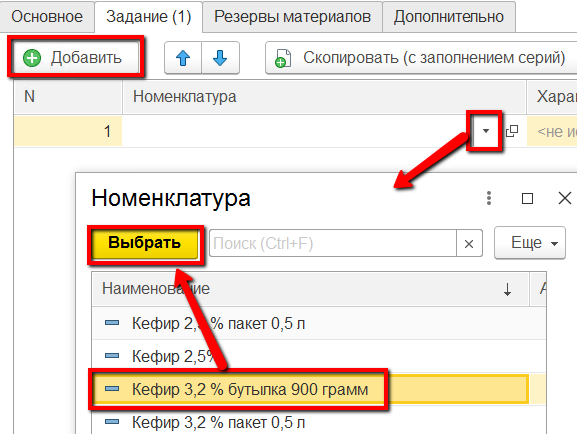 Основное Задание (1) Резервы материалов Дополнительно
Добавить Скопировать (с заполнением серий)
N Номенклатура Хара
1 <не ис
Номенклатура
Выбрать Поиск (Ctrl+F) Еще
Наименование
Кефир 2,5 % пакет 0,5 л
Кефир 2,5%
Кефир 3,2 % бутылка 900 грамм
Кефир 3,2 % пакет 0,5 л